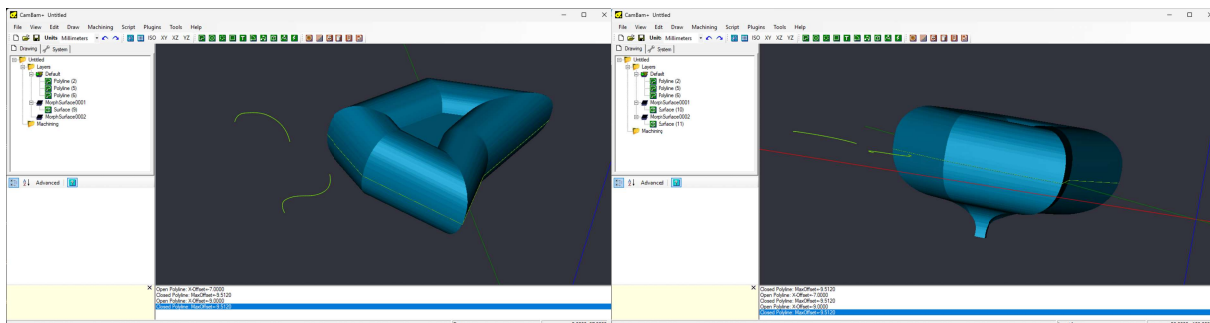 CamBam+ Untitled
File View Edit Draw Machining Script Plugins Tools Help
Units Millimeters ISO XY XZ YZ
Drawing System
Untitled
Layers
Default
Polyline (2)
Polyline (5)
Polyline (6)
MorphSurface0001
Surface (9)
MorphSurface0002
Machining
Advanced
Open Polyline: X-Offset=-7.0000
Closed Polyline: MaxOffset=-9.5120
Open Polyline: X-Offset=-9.0000
Closed Polyline: MaxOffset=-9.5120
CamBam+ Untitled
File View Edit Draw Machining Script Plugins Tools Help
Units Millimeters ISO XY XZ YZ
Drawing System
Untitled
Layers
Default
Polyline (2)
Polyline (5)
Polyline (6)
MorphSurface0001
Surface (10)
MorphSurface0002
Surface (11)
Machining
Advanced
Closed Polyline: MaxOffset=-9.5120
Open Polyline: X-Offset=-7.0000
Closed Polyline: MaxOffset=-9.5120
Open Polyline: X-Offset=-9.0000
Closed Polyline: MaxOffset=-9.5120